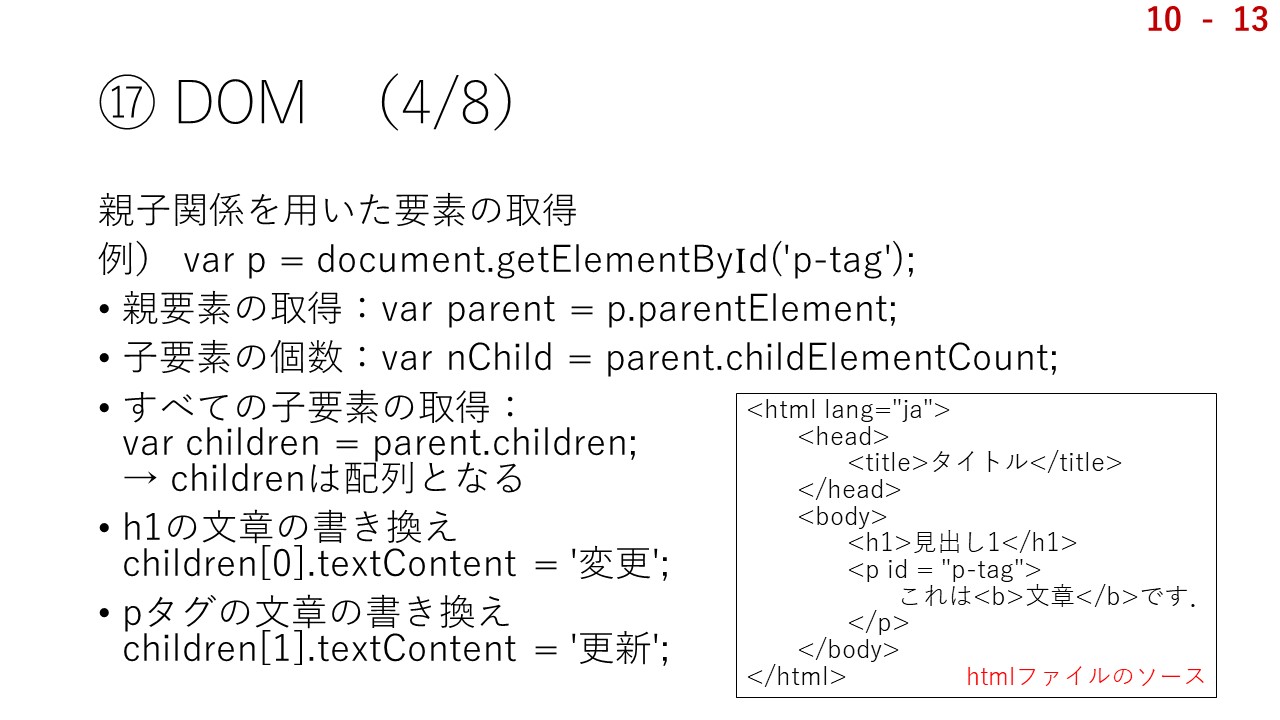 10 - 13
⑰ DOM （4/8）
親子関係を用いた要素の取得
例） var p = document.getElementById('p-tag');
• 親要素の取得：var parent = p.parentElement;
• 子要素の個数：var nChild = parent.childElementCount;
• すべての子要素の取得：
var children = parent.children;
→ childrenは配列となる
• h1の文章の書き換え
children[0].textContent = '変更';
• pタグの文章の書き換え
children[1].textContent = '更新';
<html lang="ja">
<head>
<title>タイトル</title>
</head>
<body>
<h1>見出し1</h1>
<p id = "p-tag">
これは<b>文章</b>です．
</p>
</body>
</html>
htmlファイルのソース